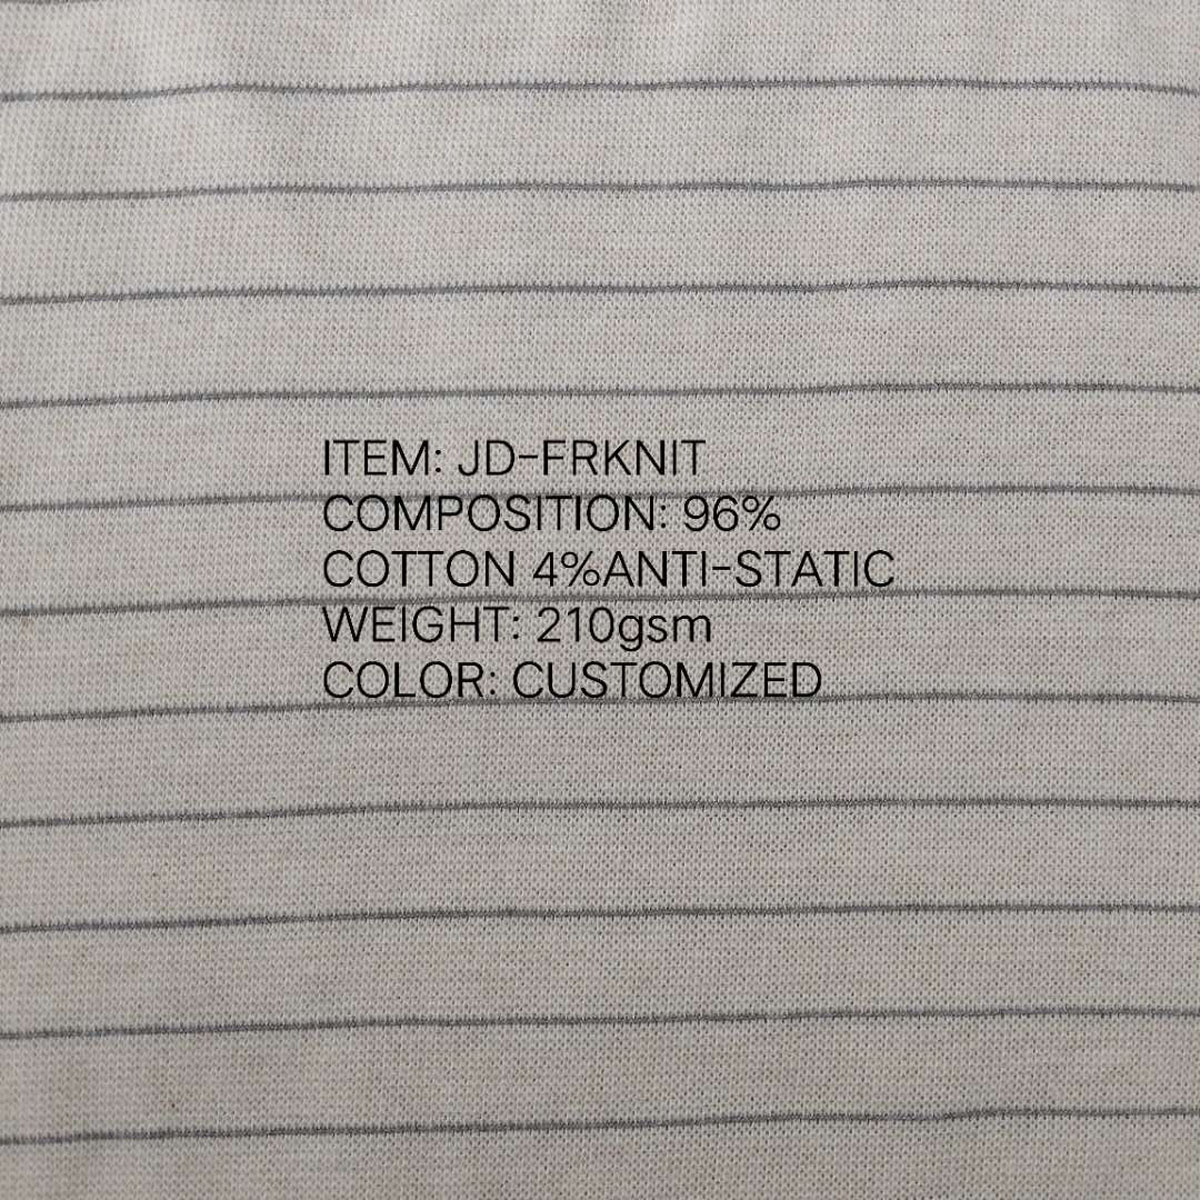 ITEM: JD-FRKNIT
COMPOSITION: 96%
COTTON 4%ANTI-STATIC
WEIGHT: 210gsm
COLOR: CUSTOMIZED